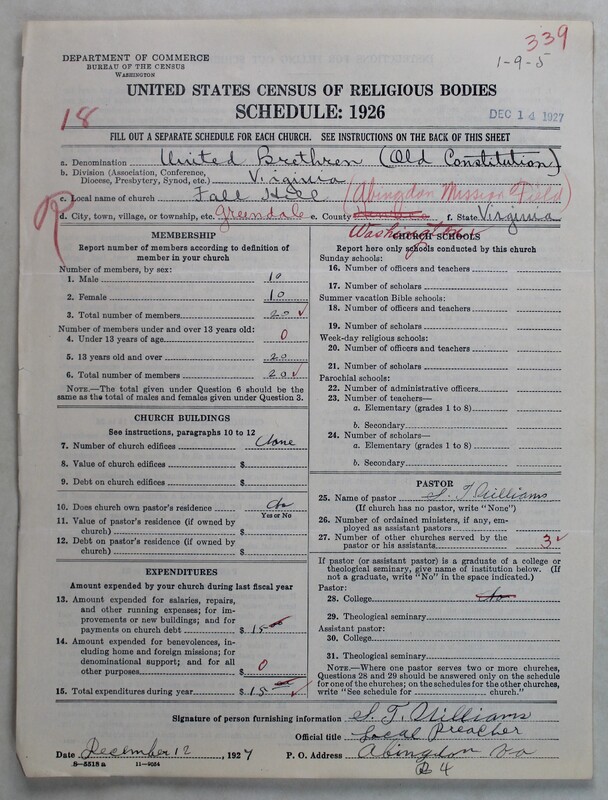 339
1-9-5
DEPARTMENT OF COMMERCE
BUREAU OF THE CENSUS
WASHINGTON
UNITED STATES CENSUS OF RELIGIOUS BODIES
18
SCHEDULE: 1926
DEC 14 1927
FILL OUT A SEPARATE SCHEDULE FOR EACH CHURCH. SEE INSTRUCTIONS ON THE BACK OF THIS SHEET
a. Denomination United Brethren (Old Constitution)
b. Division (Association, Conference, Diocese, Presbytery, Synod, etc.) Virginia
c. Local name of church Fall Hill (Abingdon Mission Field)
d. City, town, village, or township, etc. Greendale e. County Washington f. State Virginia
MEMBERSHIP
Report number of members according to definition of
member in your church
Number of members, by sex:
1. Male 10
2. Female 10
3. Total number of members 20 ✓
Number of members under and over 13 years old:
4. Under 13 years of age 0
5. 13 years old and over 20
6. Total number of members 20 ✓
NOTE.—The total given under Question 6 should be the
same as the total of males and females given under Question 3.
CHURCH BUILDINGS
See instructions, paragraphs 10 to 12
7. Number of church edifices None
8. Value of church edifices $
9. Debt on church edifices $
10. Does church own pastor's residence? No
Yes or No
11. Value of pastor's residence (if owned by
church) $
12. Debt on pastor's residence (if owned by
church) $
EXPENDITURES
Amount expended by your church during last fiscal year
13. Amount expended for salaries, repairs,
and other running expenses; for im-
provements or new buildings; and for
payments on church debt $ 15
14. Amount expended for benevolences, in-
cluding home and foreign missions; for
denominational support; and for all
other purposes $ 0
15. Total expenditures during year $ 15 ✓
CHURCH SCHOOLS
Report here only schools conducted by this church
Sunday schools:
16. Number of officers and teachers
17. Number of scholars
Summer vacation Bible schools:
18. Number of officers and teachers
19. Number of scholars
Week-day religious schools:
20. Number of officers and teachers
21. Number of scholars
Parochial schools:
22. Number of administrative officers
23. Number of teachers—
a. Elementary (grades 1 to 8)
b. Secondary
24. Number of scholars—
a. Elementary (grades 1 to 8)
b. Secondary
PASTOR
25. Name of pastor S. T. Williams
(If church has no pastor, write "None")
26. Number of ordained ministers, if any, em-
ployed as assistant pastors
27. Number of other churches served by the
pastor or his assistants 3 ✓
If pastor (or assistant pastor) is a graduate of a college or
theological seminary, give name of institution below. (If
not a graduate, write "No" in the space indicated.)
Pastor:
28. College No
29. Theological seminary
Assistant pastor:
30. College
31. Theological seminary
NOTE.—Where one pastor serves two or more churches,
Questions 28 and 29 should be answered only on the schedule
for one of the churches; on the schedules for the other churches,
write "See schedule for church."
Signature of person furnishing information S. T. Williams
Official title Local Preacher
Date December 12, 1927 P. O. Address Abingdon Va
8-5518 a 11-9054
R 4